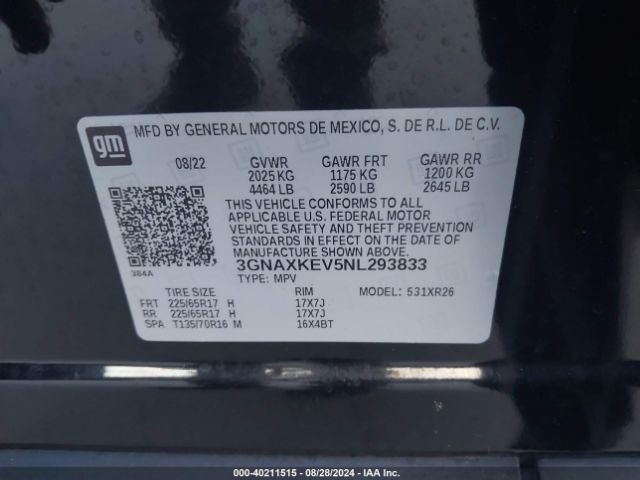 gm
MFD BY GENERAL MOTORS DE MEXICO, S. DE R.L. DE C.V.
08/22 GVWR GAWR FRT GAWR RR
2025 KG 1175 KG 1200 KG
4464 LB 2590 LB 2645 LB
THIS VEHICLE CONFORMS TO ALL
APPLICABLE U.S. FEDERAL MOTOR
VEHICLE SAFETY AND THEFT PREVENTION
STANDARDS IN EFFECT ON THE DATE OF
MANUFACTURE SHOWN ABOVE.
3GNAXKEV5NL293833
384A TYPE: MPV
TIRE SIZE RIM MODEL: 531XR26
FRT 225/65R17 H 17X7J
RR 225/65R17 H 17X7J
SPA T135/70R16 M 16X4BT
000-40211515 - 08/28/2024 - IAAI.com